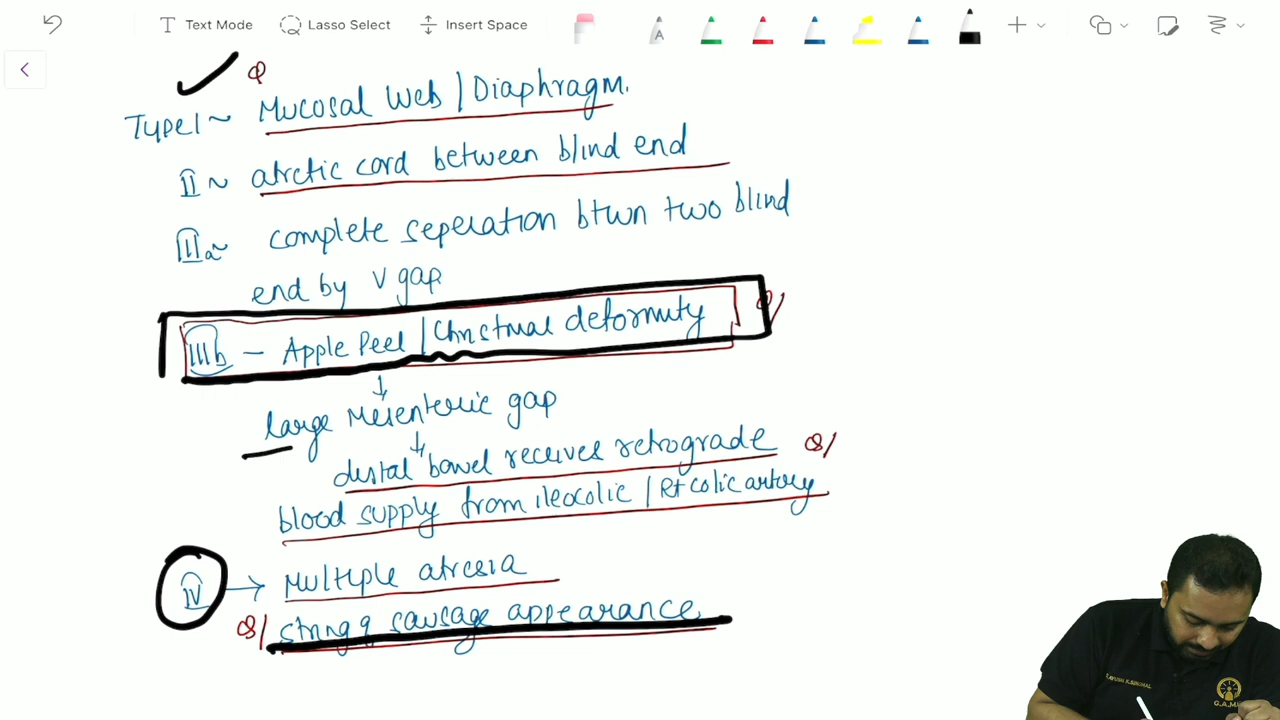 Text Mode
Lasso Select
Insert Space
A
Type 1 ~ Mucosal Web / Diaphragm.
II ~ atretic cord between blind end
IIIa ~ complete seperation btwn two blind
end by V gap
IIIb – Apple Peel / Christmal deformity
large Mesenteric gap
distal bowel receives retrograde
blood supply from ileocolic / Rt colic artery
IV → Multiple atresia
string of sausage appearance
G.A.M.S